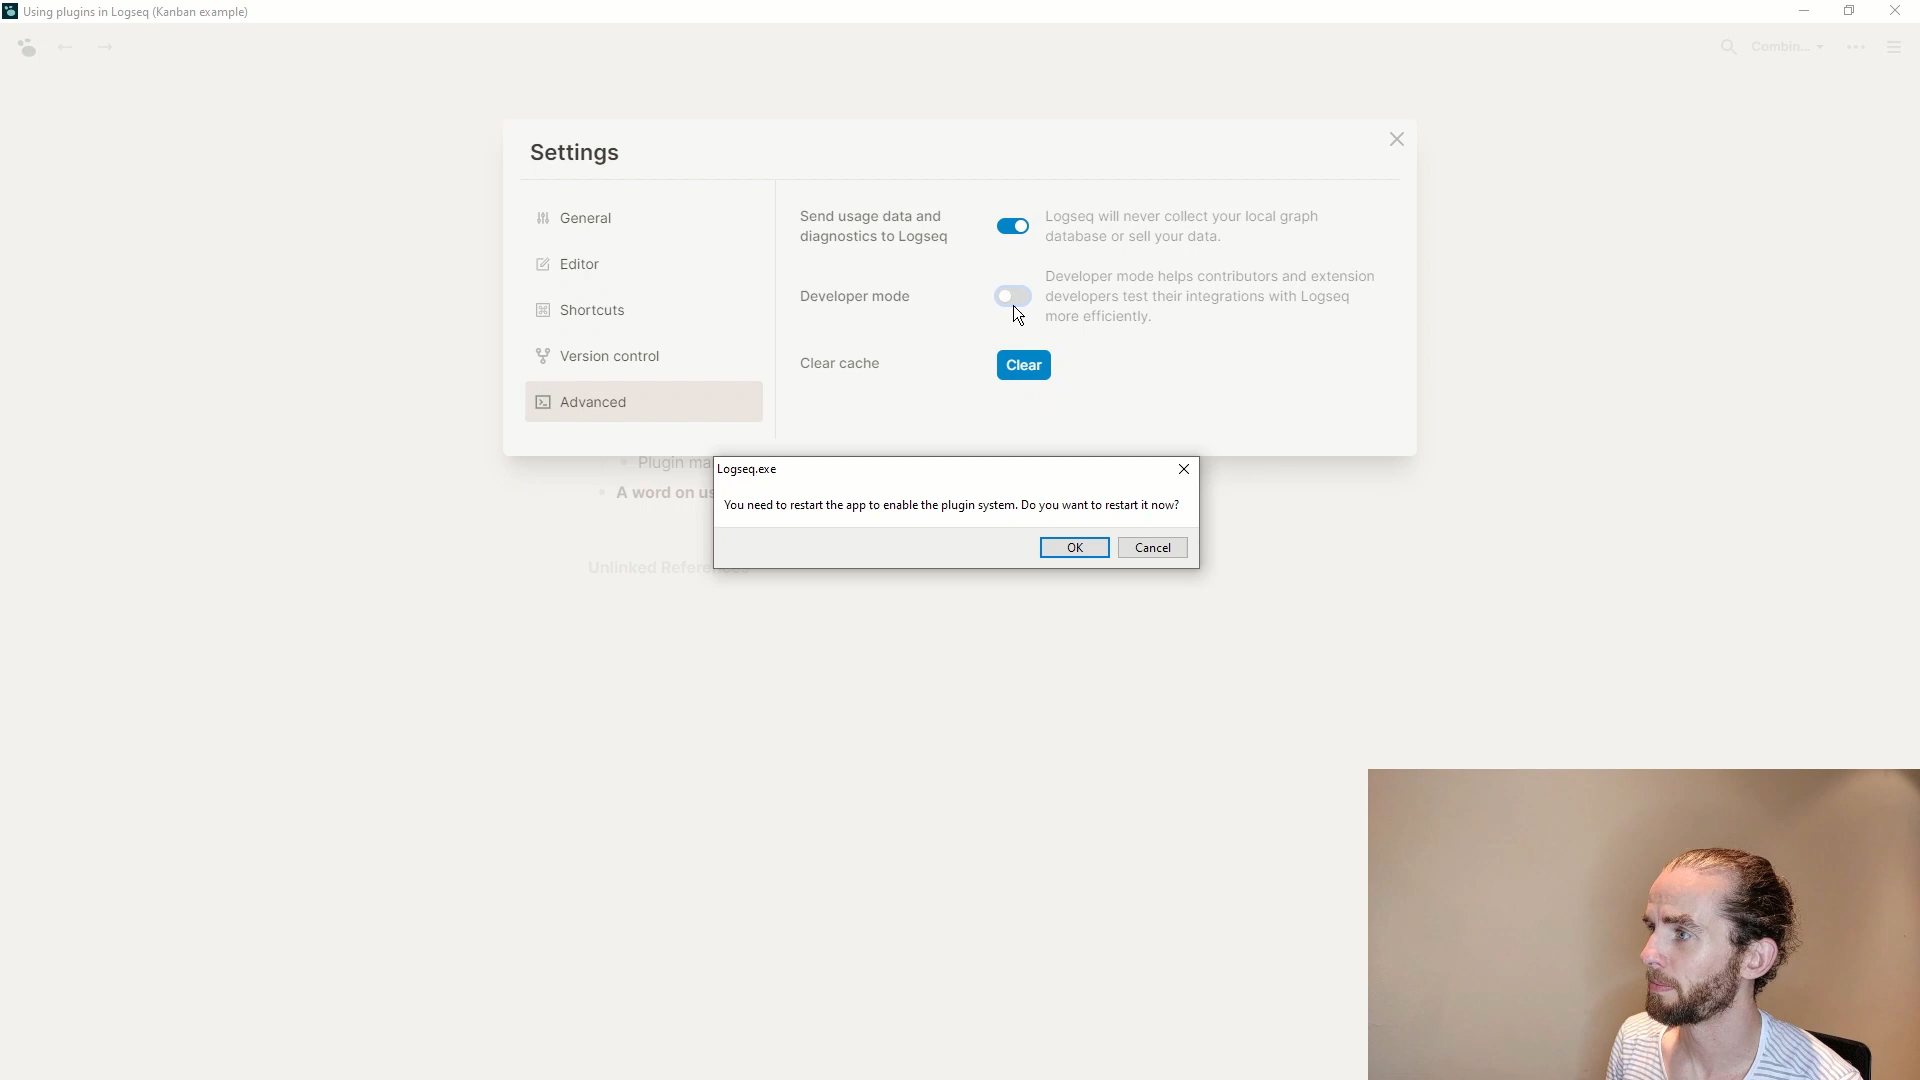 Using plugins in Logseq (Kanban example)
Combin...
Settings
General
Editor
Shortcuts
Version control
Advanced
Send usage data and
diagnostics to Logseq
Logseq will never collect your local graph
database or sell your data.
Developer mode
Developer mode helps contributors and extension
developers test their integrations with Logseq
more efficiently.
Clear cache
Clear
Plugin
A word on
Logseq.exe
You need to restart the app to enable the plugin system. Do you want to restart it now?
OK
Cancel
Unlinked References